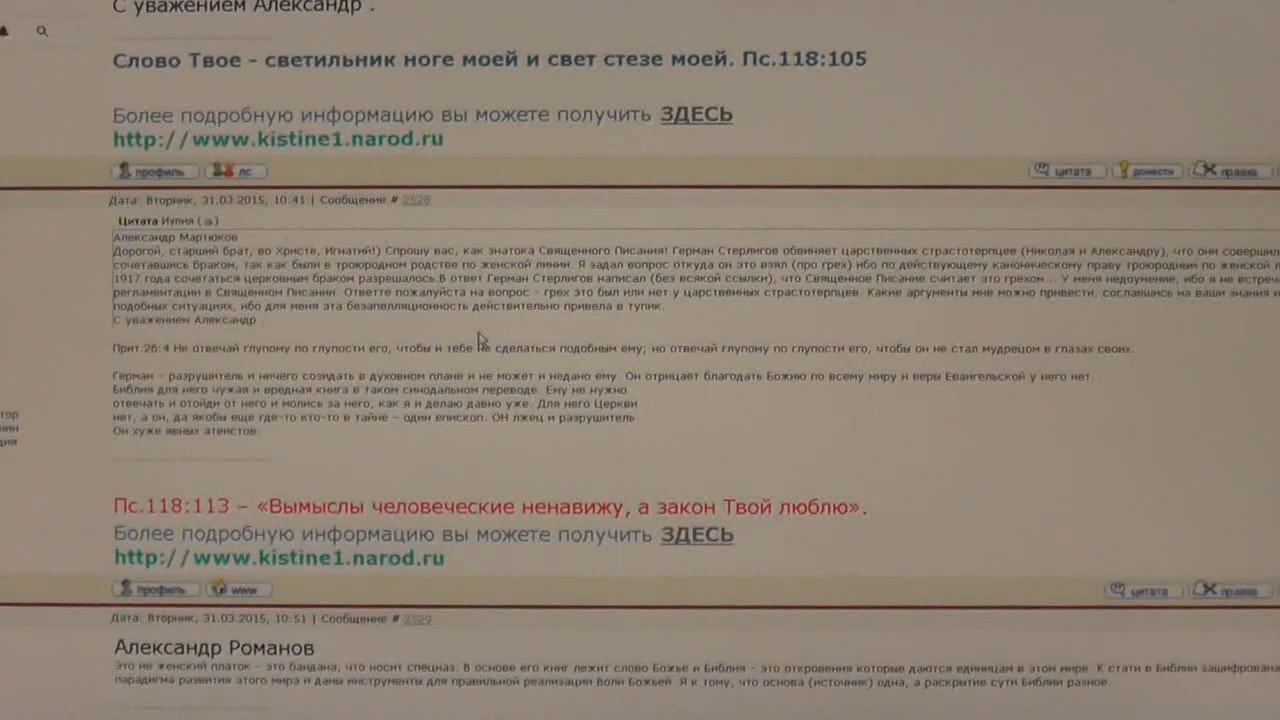 С уважением Александр .
Слово Твое - светильник ноге моей и свет стезе моей. Пс.118:105
Более подробную информацию вы можете получить ЗДЕСЬ
http://www.kistine1.narod.ru
профиль лс цитата донести правка
Дата: Вторник, 31.03.2015, 10:41 | Сообщение # 2528
Цитата
Александр Мартюков
Дорогой, старший брат, во Христе, Игнатий!) Спрошу вас, как знатока Священного Писания! Герман Стерлигов обвиняет царственных страстотерпцев (Николая и Александру), что они совершил
сочетавшись браком, так как были в троюродном родстве по женской линии. Я задал вопрос откуда он это взял (про грех) ибо по действующему каноническому праву троюродным по женской
1917 года сочетаться церковным браком разрешалось.В ответ Герман Стерлигов написал (без всякой ссылки), что Священное Писание считает это грехом... У меня недоумение, ибо я не встреч
регламентации в Священном Писании. Ответте пожалуйста на вопрос - грех это был или нет у царственных страстотерпцев. Какие аргументы мне можно привести, сославшись на ваши знания и
подобных ситуациях, ибо для меня эта безапелляционность действительно привела в тупик.
С уважением Александр
Прит.26:4 Не отвечай глупому по глупости его, чтобы и тебе не сделаться подобным ему; но отвечай глупому по глупости его, чтобы он не стал мудрецом в глазах своих.
Герман - разрушитель и ничего созидать в духовном плане и не может и недано ему. Он отрицает благодать Божию по всему миру и веры Евангельской у него нет.
Библия для него чужая и вредная книга в таком синодальном переводе. Ему не нужно
отвечать и отойди от него и молись за него, как я и делаю давно уже. Для него Церкви
нет, а он, да якобы еще где-то кто-то в тайне – один епископ. ОН лжец и разрушитель
Он хуже явных атеистов.
Пс.118:113 – «Вымыслы человеческие ненавижу, а закон Твой люблю».
Более подробную информацию вы можете получить ЗДЕСЬ
http://www.kistine1.narod.ru
профиль www цитата правка
Дата: Вторник, 31.03.2015, 10:51 | Сообщение # 2529
Александр Романов
Это не женский платок - это бандана, что носит спецназ. В основе его книг лежит слово Божье и Библия - это откровения которые даются единицам в этом мире. К стати в Библии зашифрована
парадигма развития этого мира и даны инструменты для правильной реализации Воли Божьей. Я к тому, что основа (источник) одна, а раскрытие сути Библии разное.